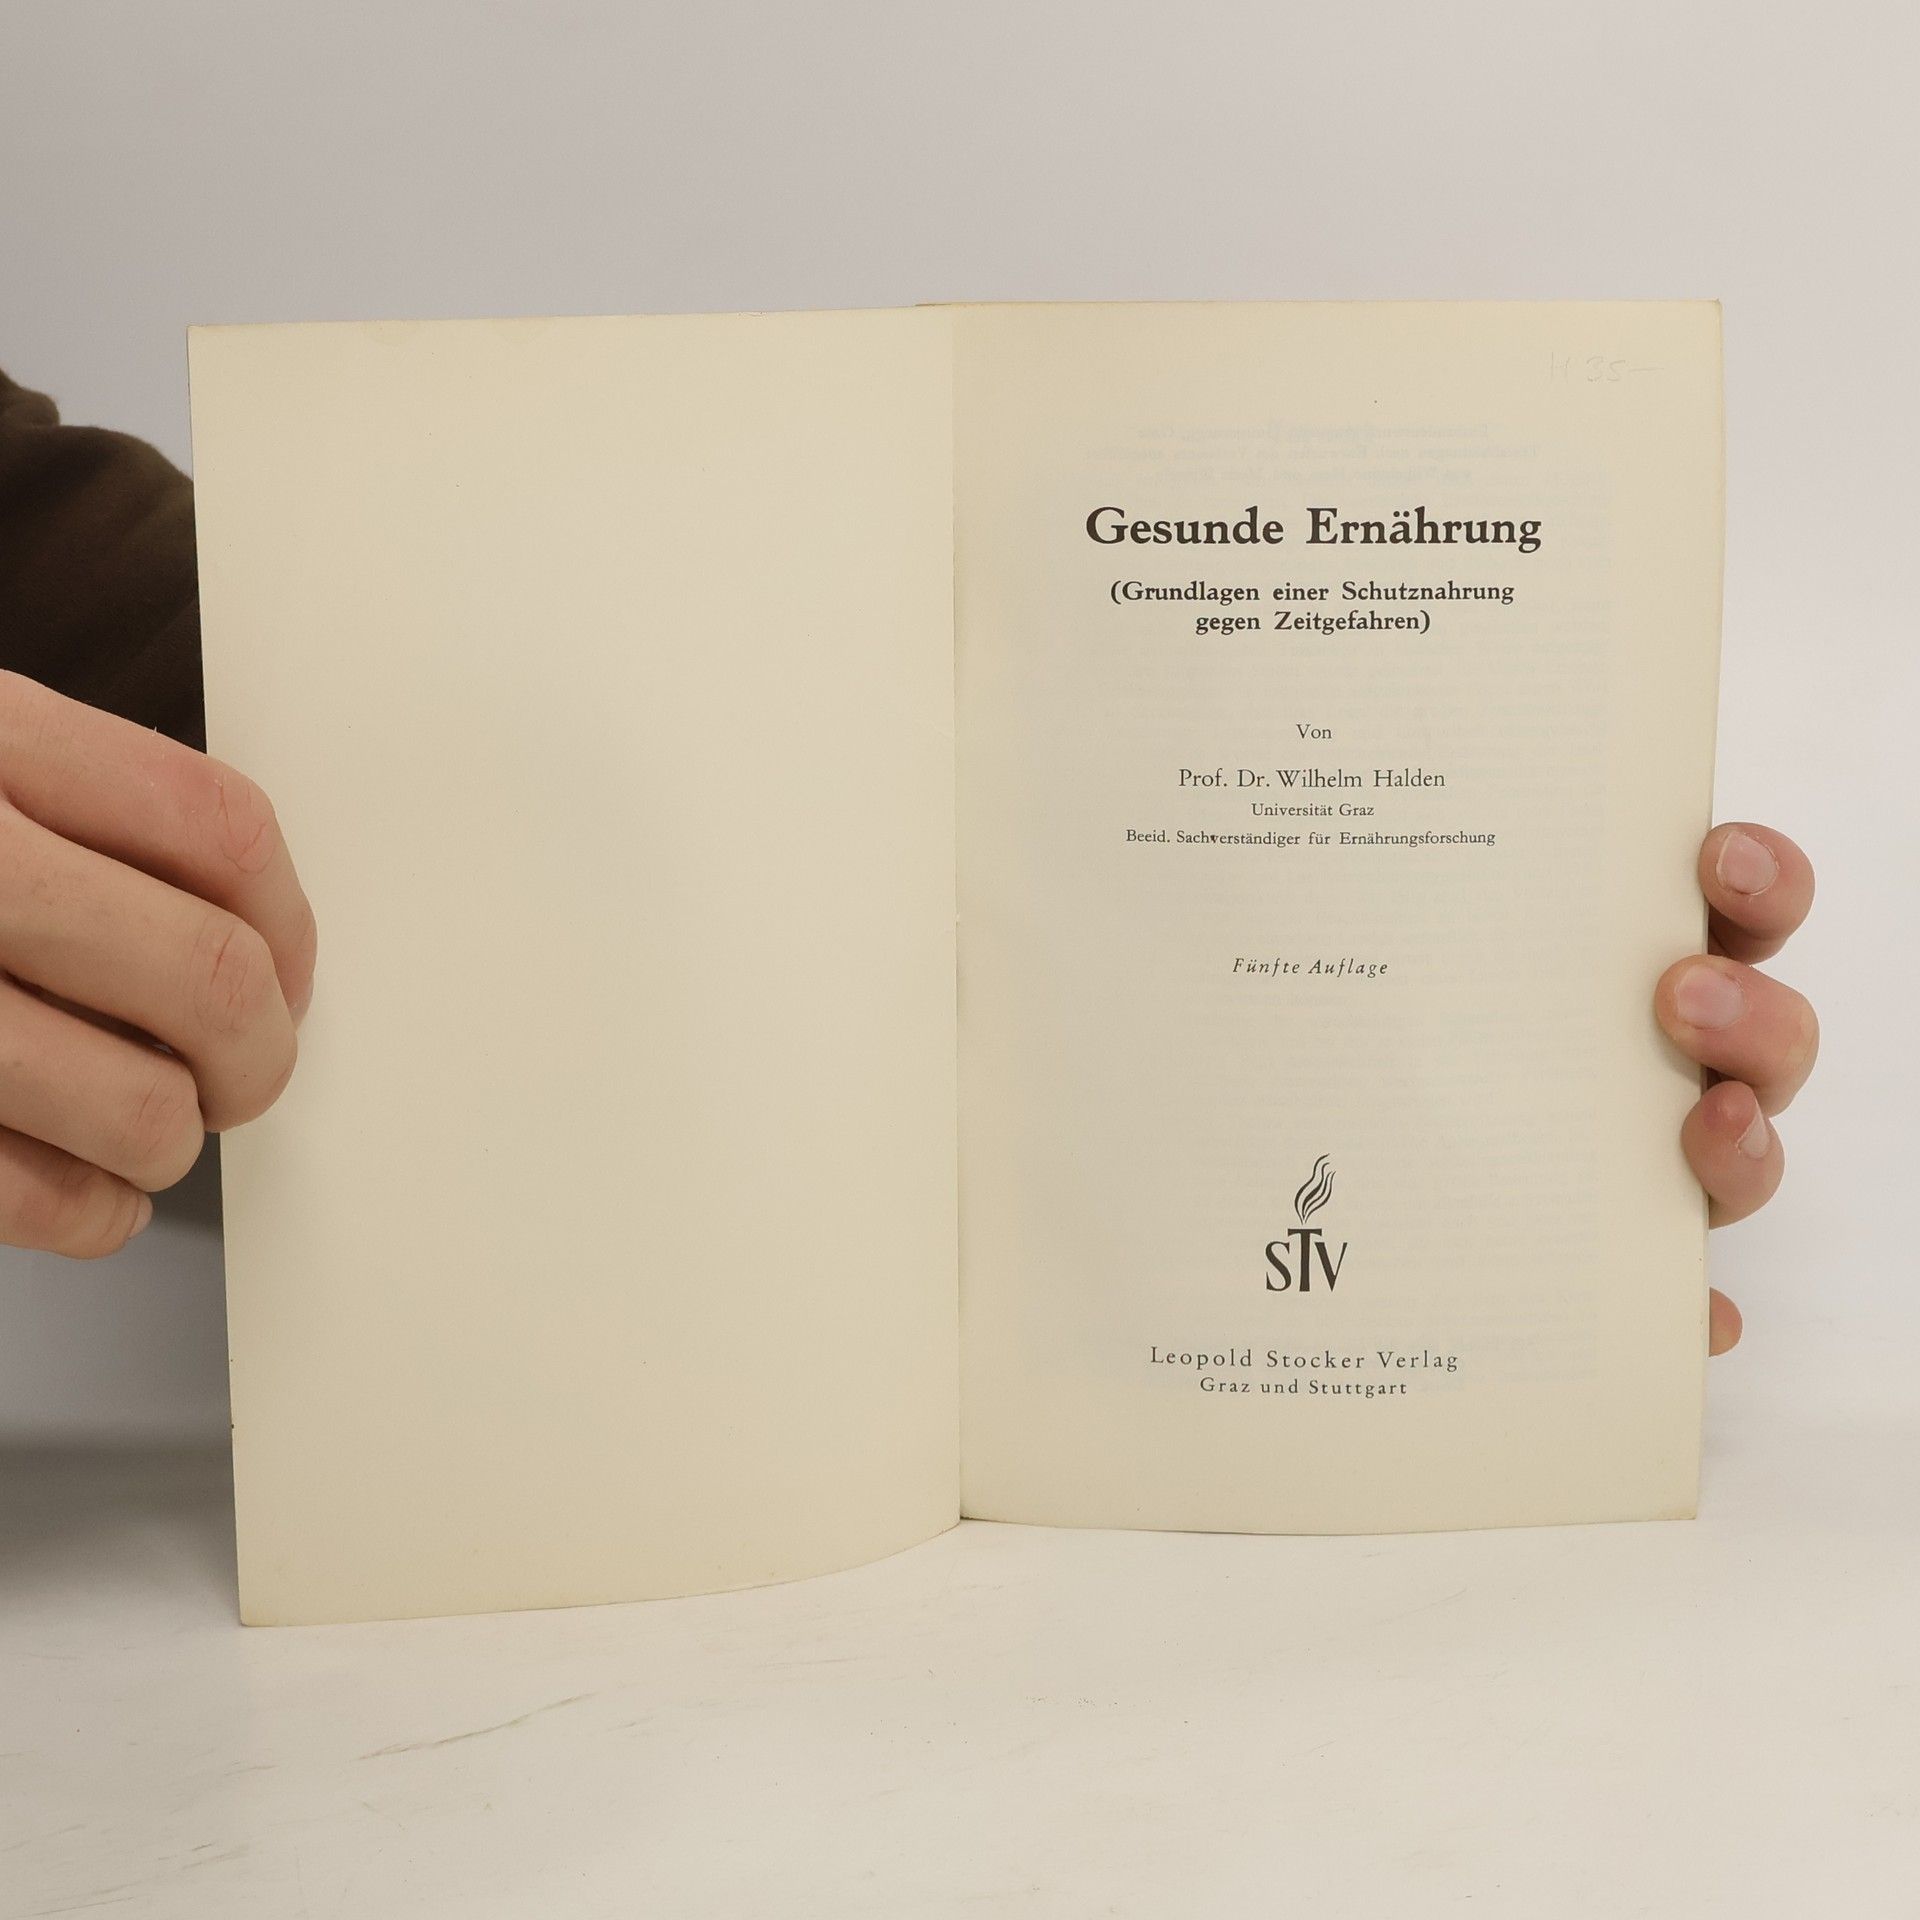 H 35-
Gesunde Ernährung
(Grundlagen einer Schutznahrung
gegen Zeitgefahren)
Von
Prof. Dr. Wilhelm Halden
Universität Graz
Beeid. Sachverständiger für Ernährungsforschung
Fünfte Auflage
STV
Leopold Stocker Verlag
Graz und Stuttgart